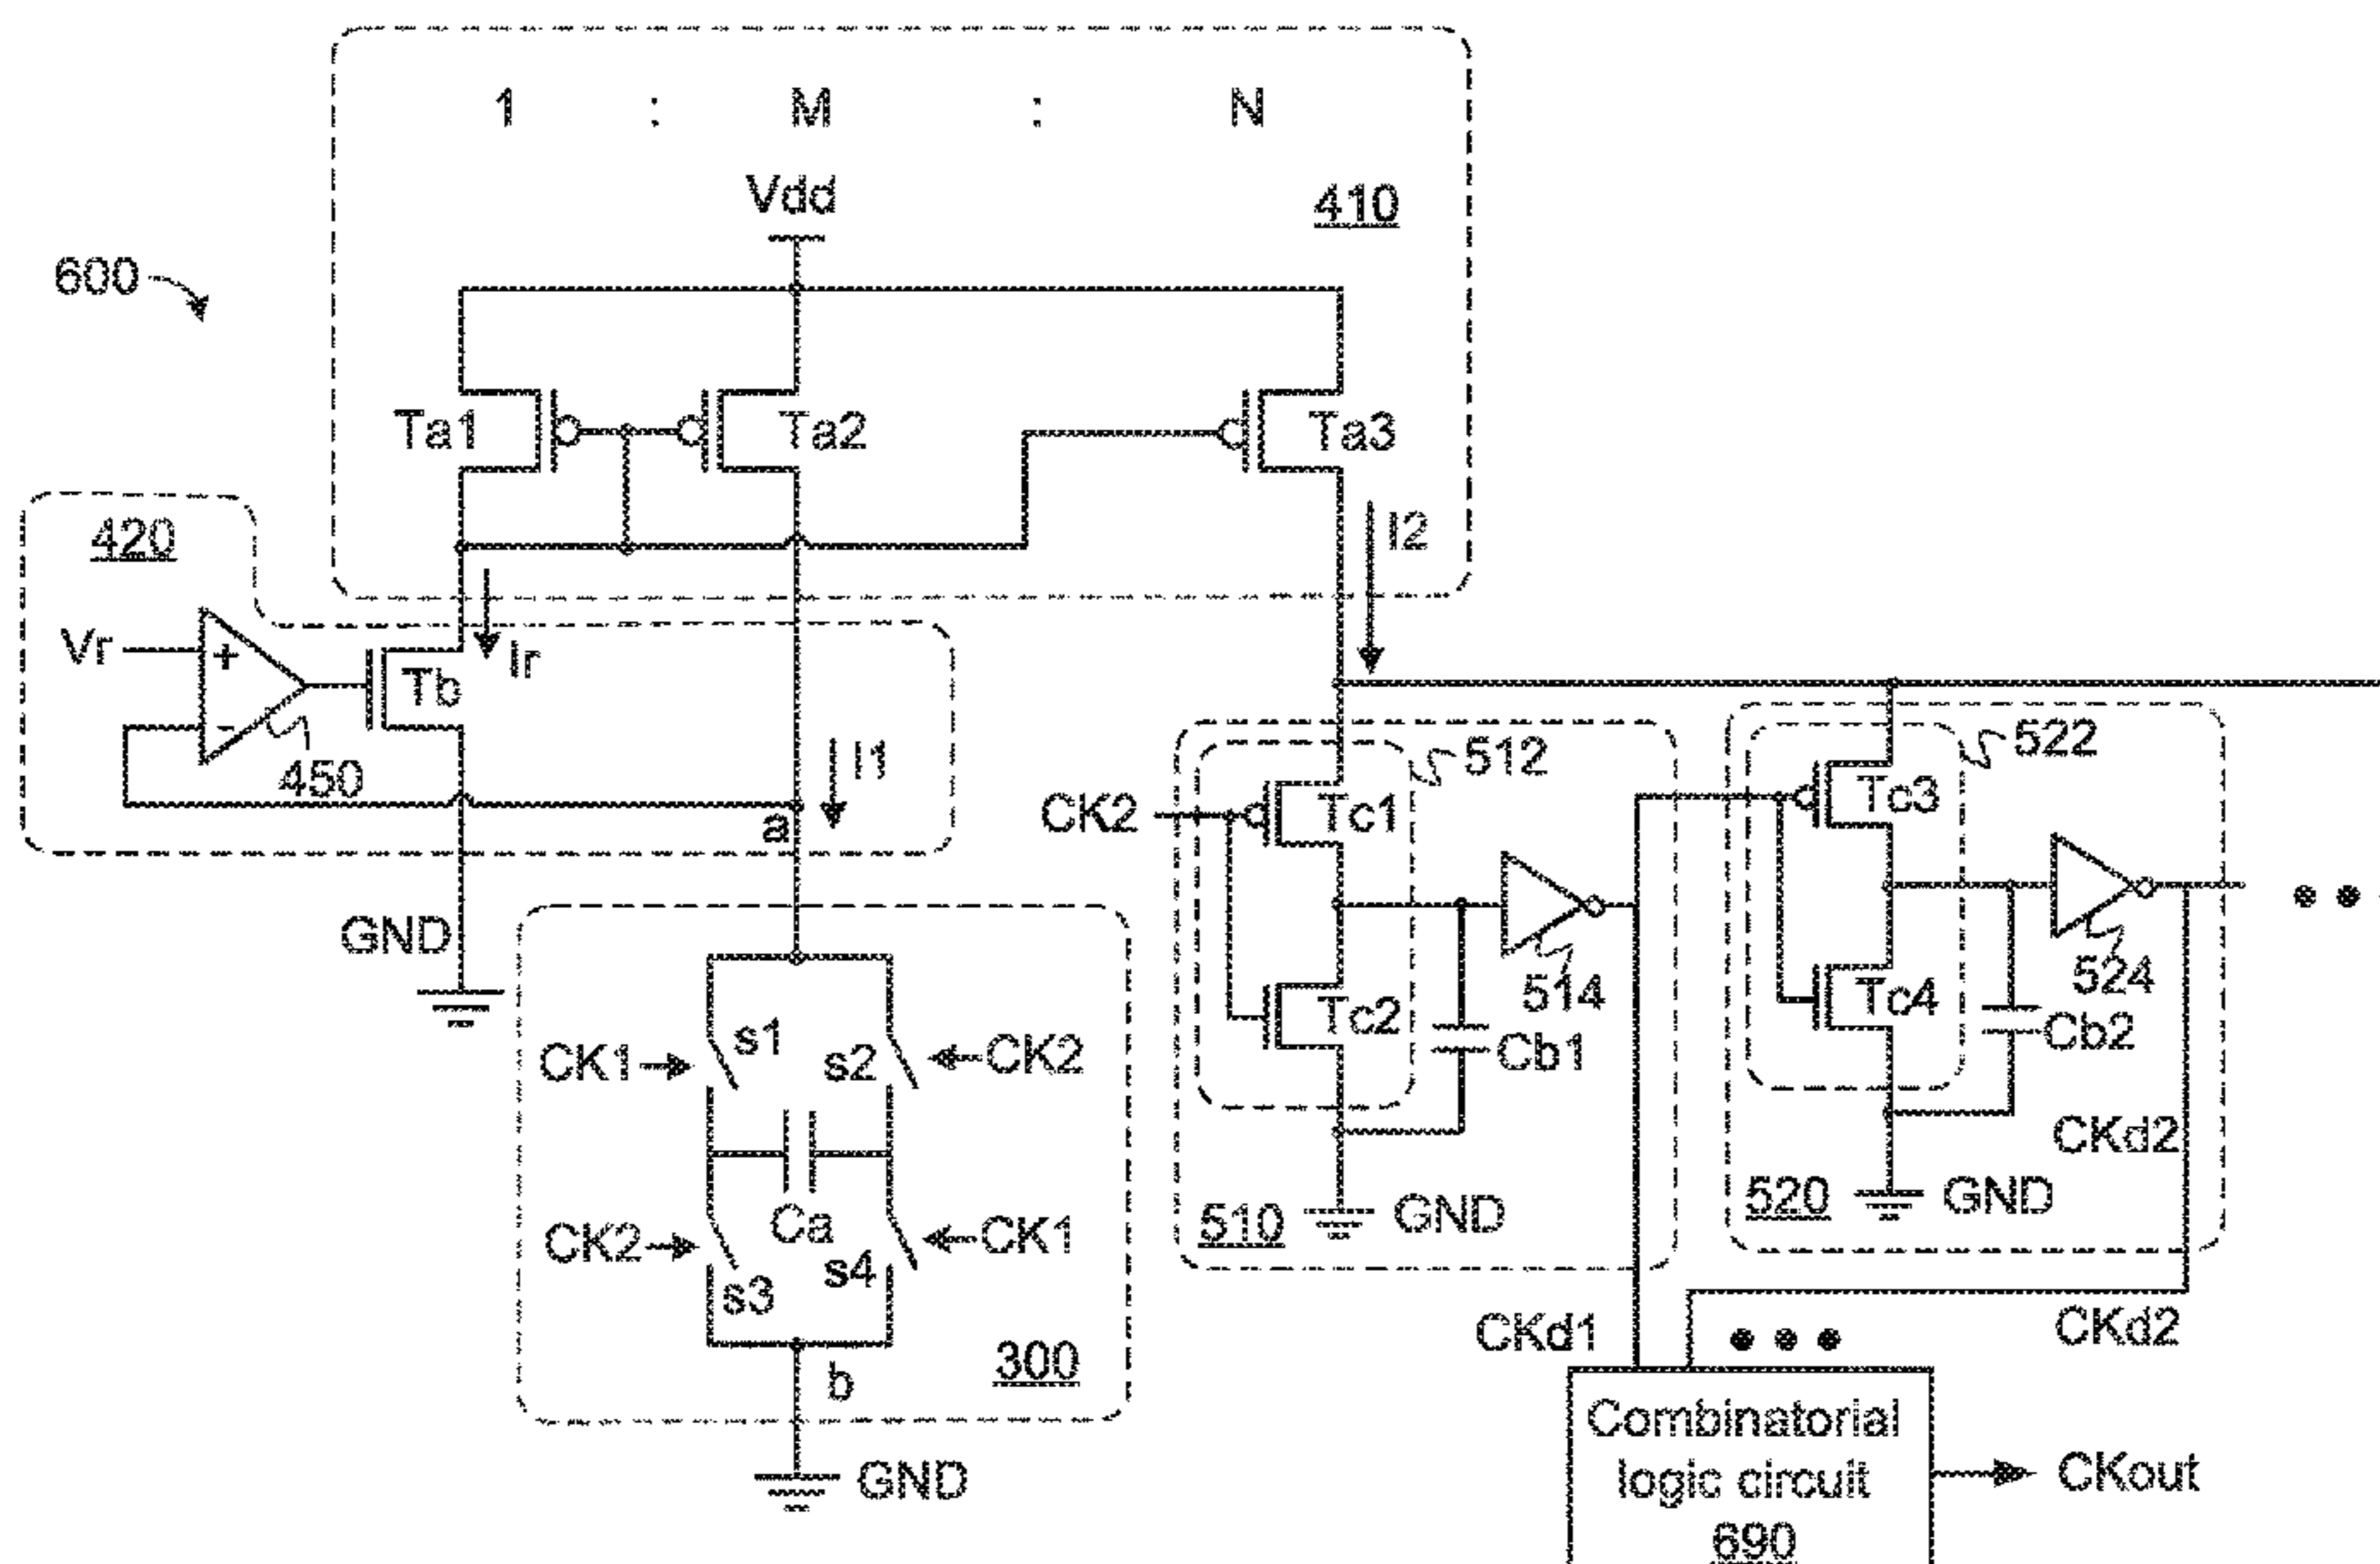 1 : M : N
Vdd
410
600
Ta1
Ta2
Ta3
420
I2
Vr
+
-
Tb
Ir
450
I1
a
512
522
CK2
Tc1
Tc3
GND
514
524
Tc2
Tc4
Cb1
Cb2
CK1
s1
s2
CK2
Ca
CK2
s3
s4
CK1
b
300
GND
510
GND
520
GND
CKd2
CKd1
CKd2
Combinatorial
logic circuit
690
CKout